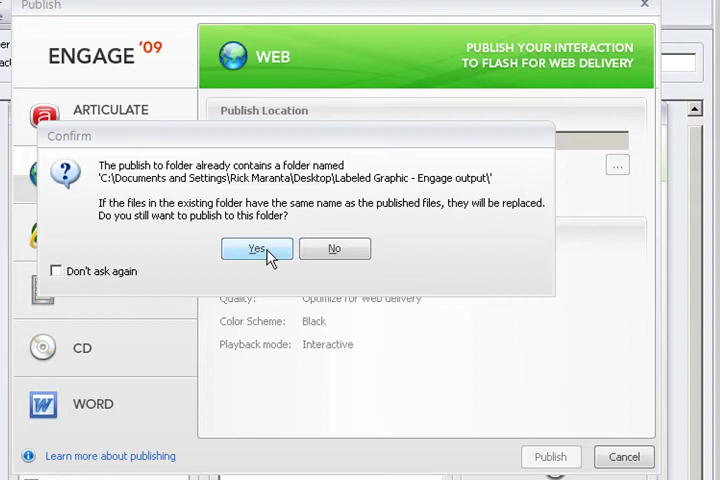 Publish
ENGAGE '09
WEB
PUBLISH YOUR INTERACTION
TO FLASH FOR WEB DELIVERY
ARTICULATE
Publish Location
...
Confirm
The publish to folder already contains a folder named
'C:\Documents and Settings\Rick Maranta\Desktop\Labeled Graphic - Engage output\'
If the files in the existing folder have the same name as the published files, they will be replaced.
Do you still want to publish to this folder?
Yes
No
Don't ask again
Quality: Optimize for web delivery
Color Scheme: Black
Playback mode: Interactive
CD
WORD
Learn more about publishing
Publish
Cancel